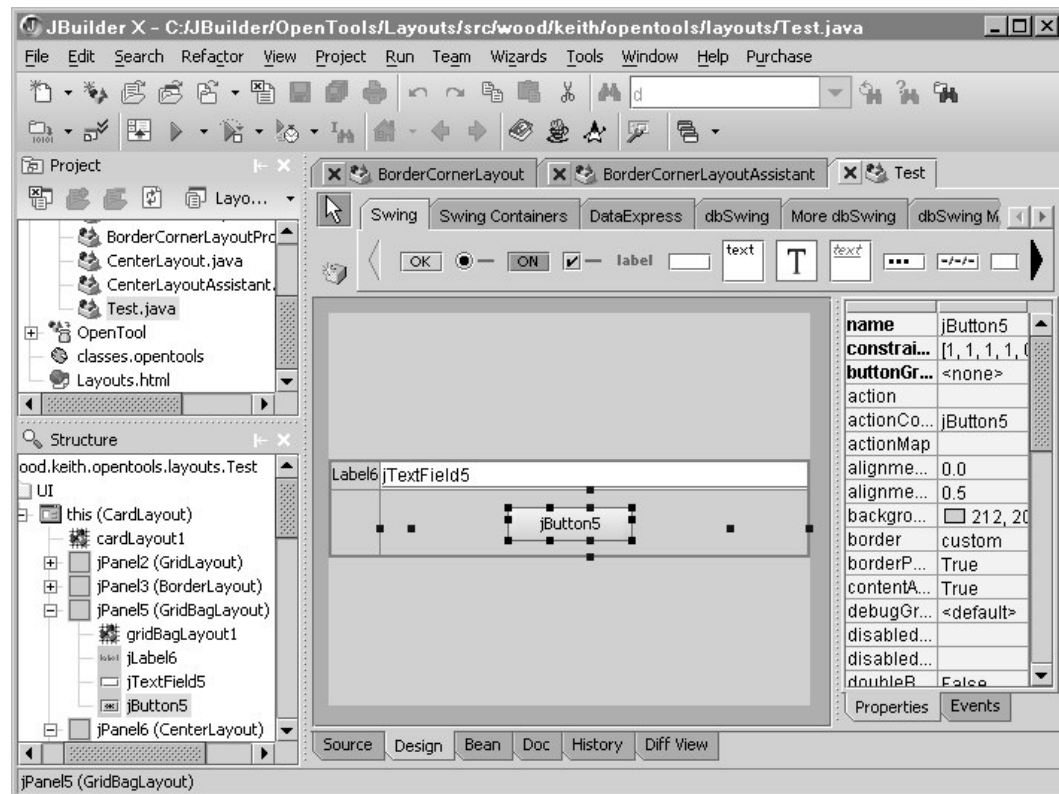 JBuilder X - C:/JBuilder/OpenTools/Layouts/src/wood/keith/opentools/layouts/Test.java
File Edit Search Refactor View Project Run Team Wizards Tools Window Help Purchase
d
Project
Layo...
BorderCornerLayoutPro
CenterLayout.java
CenterLayoutAssistant.
Test.java
OpenTool
classes.opentools
Layouts.html
Structure
ood.keith.opentools.layouts.Test
UI
this (CardLayout)
cardLayout1
jPanel2 (GridLayout)
jPanel3 (BorderLayout)
jPanel5 (GridBagLayout)
gridBagLayout1
jLabel6
jTextField5
jButton5
jPanel6 (CenterLayout)
BorderCornerLayout BorderCornerLayoutAssistant Test
Swing Swing Containers DataExpress dbSwing More dbSwing dbSwing M
OK ON label text T text
Label6 jTextField5
jButton5
name jButton5
constrai... [1, 1, 1, 1, 0
buttonGr... <none>
action
actionCo... jButton5
actionMap
alignme... 0.0
alignme... 0.5
backgro... 212, 20
border custom
borderP... True
contentA... True
debugGr... <default>
disabled...
disabled...
doubleB False
Properties Events
Source Design Bean Doc History Diff View
jPanel5 (GridBagLayout)